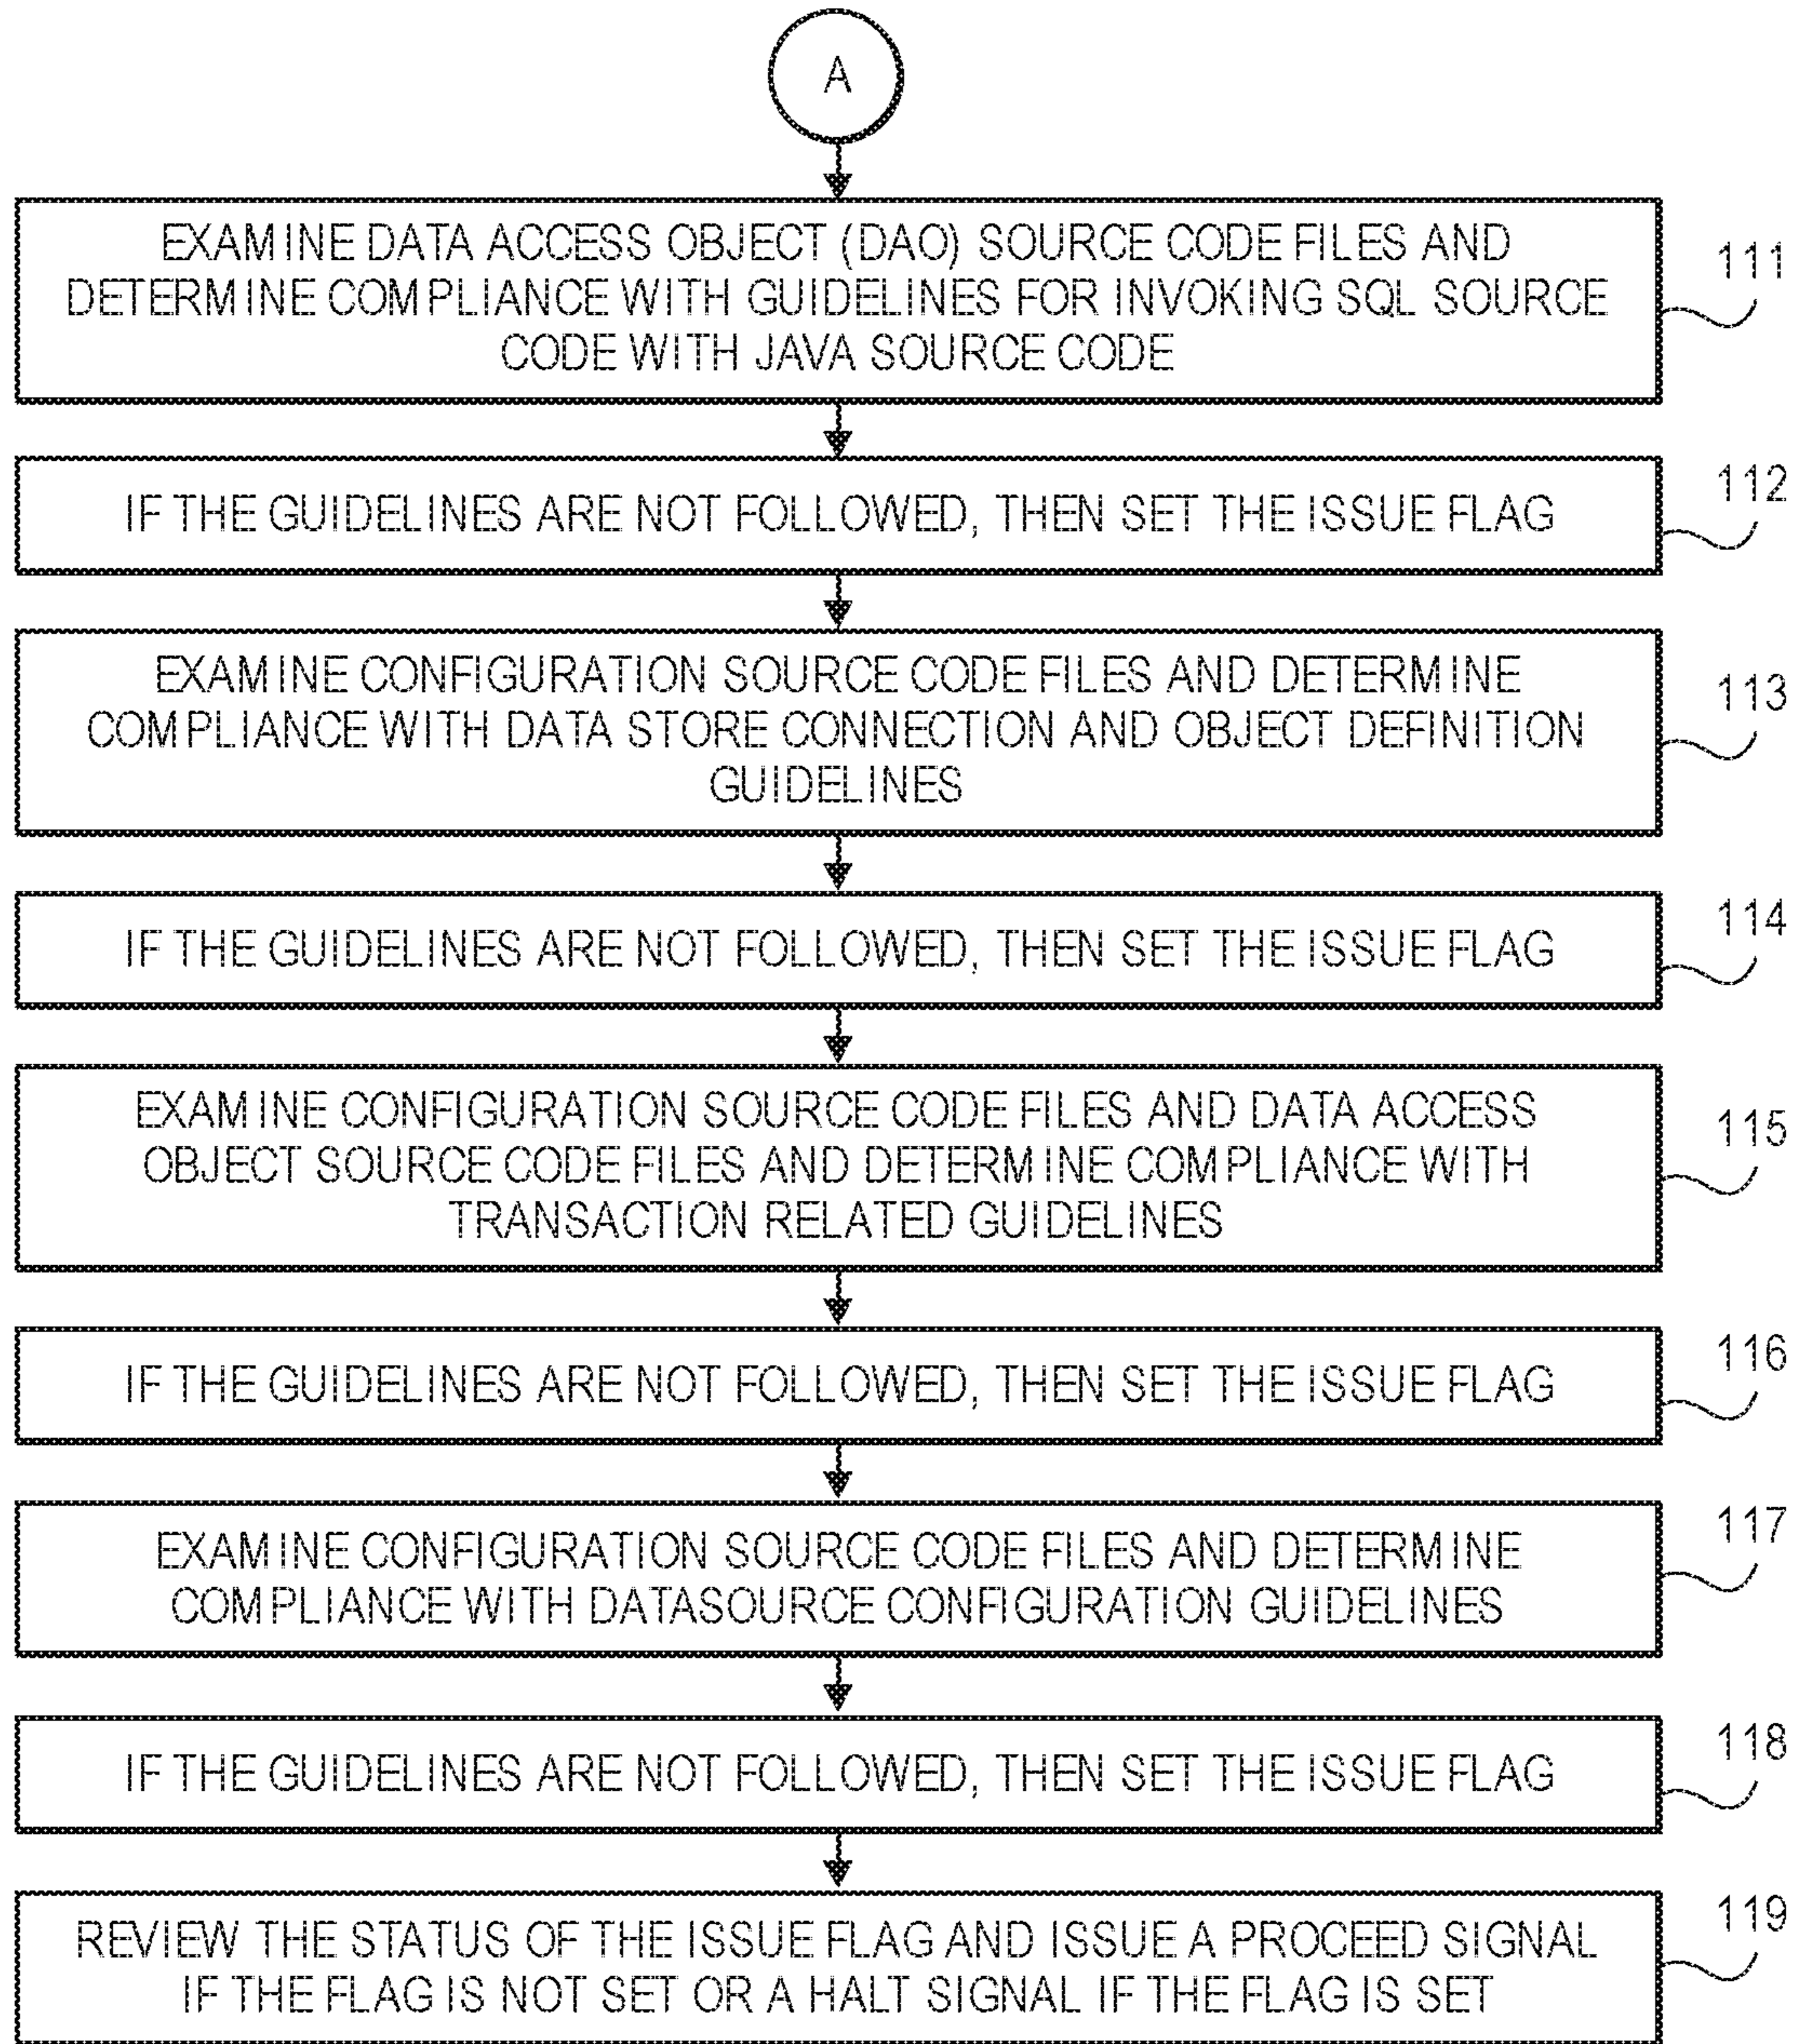 A
EXAMINE DATA ACCESS OBJECT (DAO) SOURCE CODE FILES AND
DETERMINE COMPLIANCE WITH GUIDELINES FOR INVOKING SQL SOURCE
CODE WITH JAVA SOURCE CODE
111
IF THE GUIDELINES ARE NOT FOLLOWED, THEN SET THE ISSUE FLAG
112
EXAMINE CONFIGURATION SOURCE CODE FILES AND DETERMINE
COMPLIANCE WITH DATA STORE CONNECTION AND OBJECT DEFINITION
GUIDELINES
113
IF THE GUIDELINES ARE NOT FOLLOWED, THEN SET THE ISSUE FLAG
114
EXAMINE CONFIGURATION SOURCE CODE FILES AND DATA ACCESS
OBJECT SOURCE CODE FILES AND DETERMINE COMPLIANCE WITH
TRANSACTION RELATED GUIDELINES
115
IF THE GUIDELINES ARE NOT FOLLOWED, THEN SET THE ISSUE FLAG
116
EXAMINE CONFIGURATION SOURCE CODE FILES AND DETERMINE
COMPLIANCE WITH DATASOURCE CONFIGURATION GUIDELINES
117
IF THE GUIDELINES ARE NOT FOLLOWED, THEN SET THE ISSUE FLAG
118
REVIEW THE STATUS OF THE ISSUE FLAG AND ISSUE A PROCEED SIGNAL
IF THE FLAG IS NOT SET OR A HALT SIGNAL IF THE FLAG IS SET
119